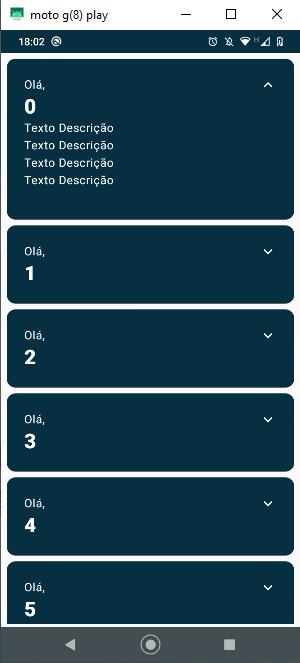 moto g(8) play
18:02
H
Olá,
0
Texto Descrição
Texto Descrição
Texto Descrição
Texto Descrição
Olá,
1
Olá,
2
Olá,
3
Olá,
4
Olá,
5